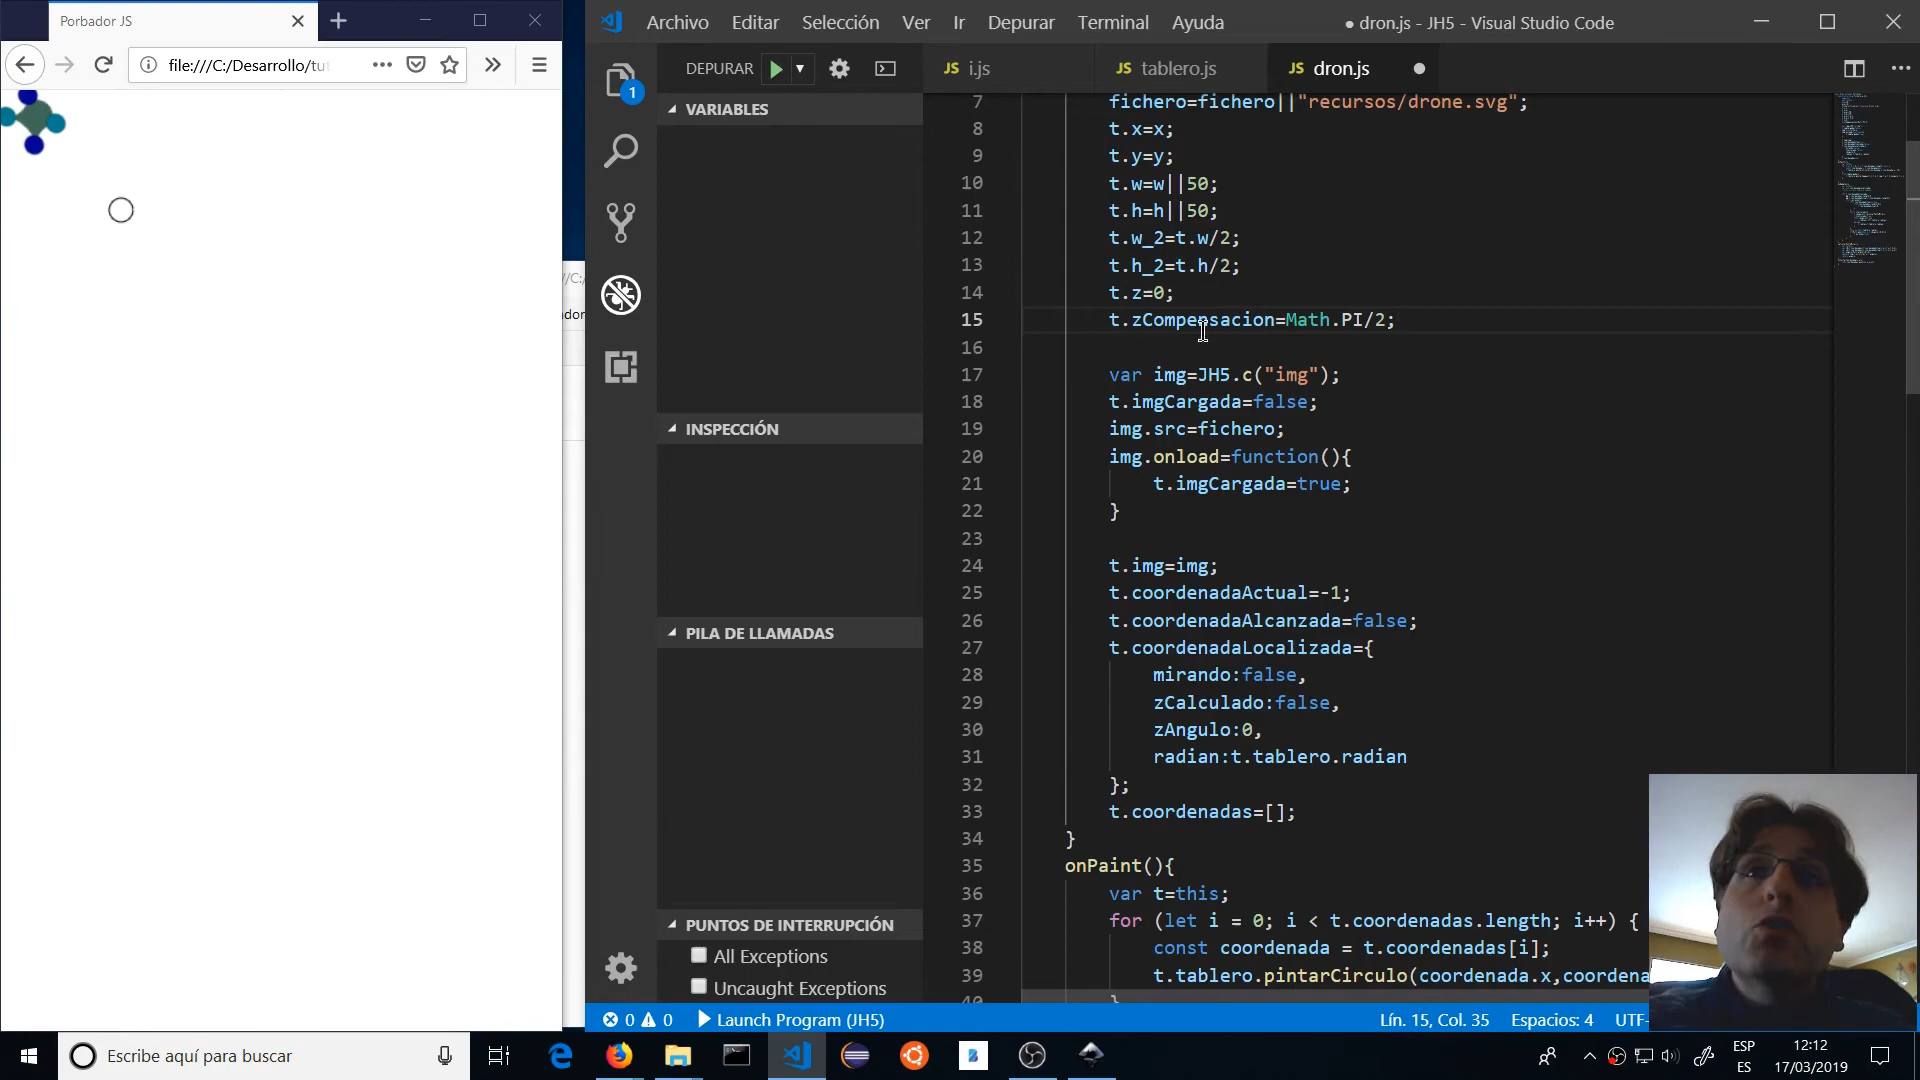 Porbador JS
file:///C:/Desarrollo/tut
Archivo Editar Selección Ver Ir Depurar Terminal Ayuda
● dron.js - JH5 - Visual Studio Code
1
DEPURAR
JS i.js
JS tablero.js
JS dron.js
VARIABLES
INSPECCIÓN
PILA DE LLAMADAS
PUNTOS DE INTERRUPCIÓN
All Exceptions
Uncaught Exceptions
7 fichero=fichero||"recursos/drone.svg";
8 t.x=x;
9 t.y=y;
10 t.w=w||50;
11 t.h=h||50;
12 t.w_2=t.w/2;
13 t.h_2=t.h/2;
14 t.z=0;
15 t.zCompensacion=Math.PI/2;
16
17 var img=JH5.c("img");
18 t.imgCargada=false;
19 img.src=fichero;
20 img.onload=function(){
21 t.imgCargada=true;
22 }
23
24 t.img=img;
25 t.coordenadaActual=-1;
26 t.coordenadaAlcanzada=false;
27 t.coordenadaLocalizada={
28 mirando:false,
29 zCalculado:false,
30 zAngulo:0,
31 radian:t.tablero.radian
32 };
33 t.coordenadas=[];
34 }
35 onPaint(){
36 var t=this;
37 for (let i = 0; i < t.coordenadas.length; i++) {
38 const coordenada = t.coordenadas[i];
39 t.tablero.pintarCirculo(coordenada.x,coordena
0 0 Launch Program (JH5)
Lín. 15, Col. 35 Espacios: 4 UTF-
Escribe aquí para buscar
ESP
ES
12:12
17/03/2019